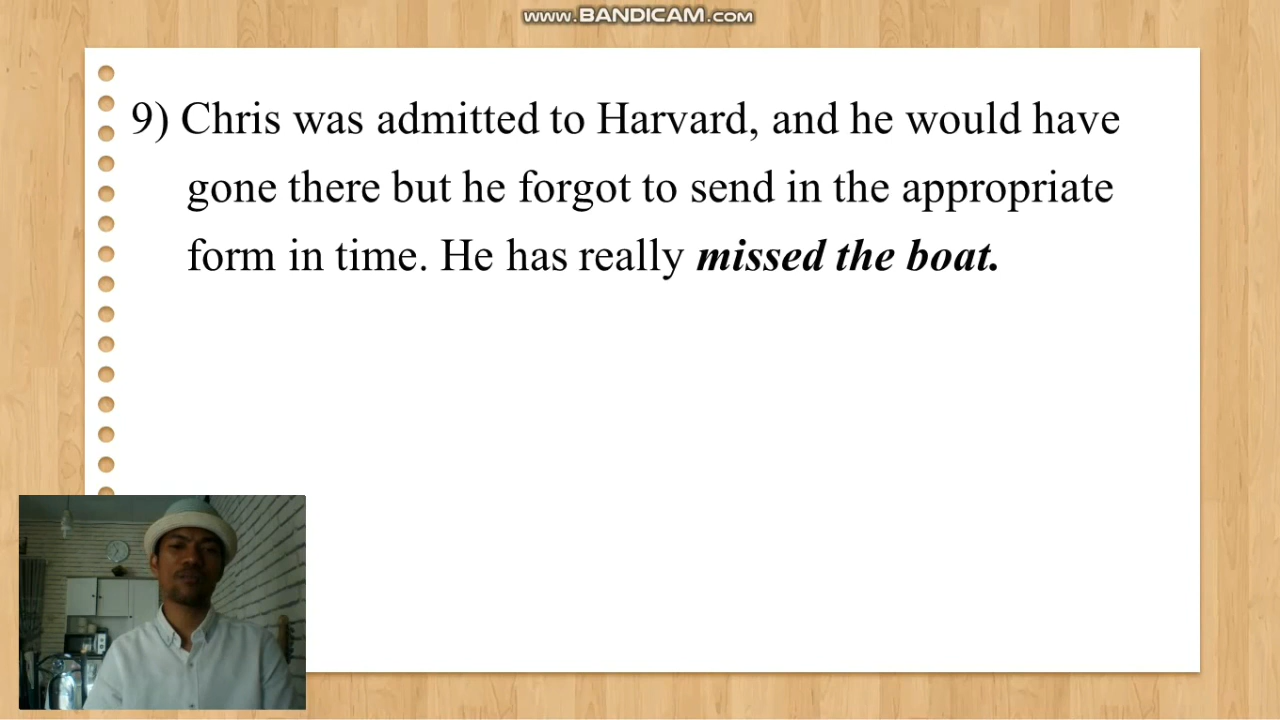 www.BANDICAM.com
9) Chris was admitted to Harvard, and he would have
gone there but he forgot to send in the appropriate
form in time. He has really missed the boat.